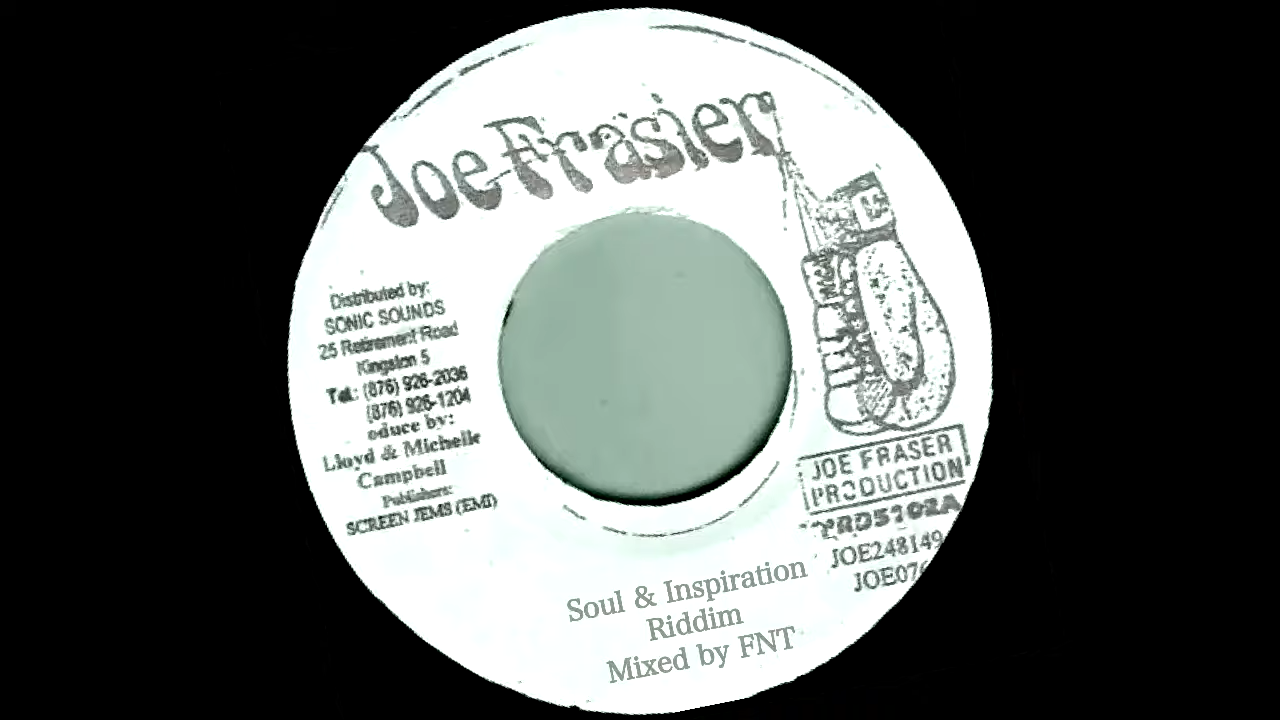 Joe Frasier
Distributed by:
SONIC SOUNDS
25 Retirement Road
Kingston 5
Tel.: (876) 926-2036
(876) 926-1204
oduce by:
Lloyd & Michelle
Campbell
Publishers:
SCREEN JEMS (EMI)
JOE FRASER
PRODUCTION
JOE248149
JOE076
Soul & Inspiration
Riddim
Mixed by FNT